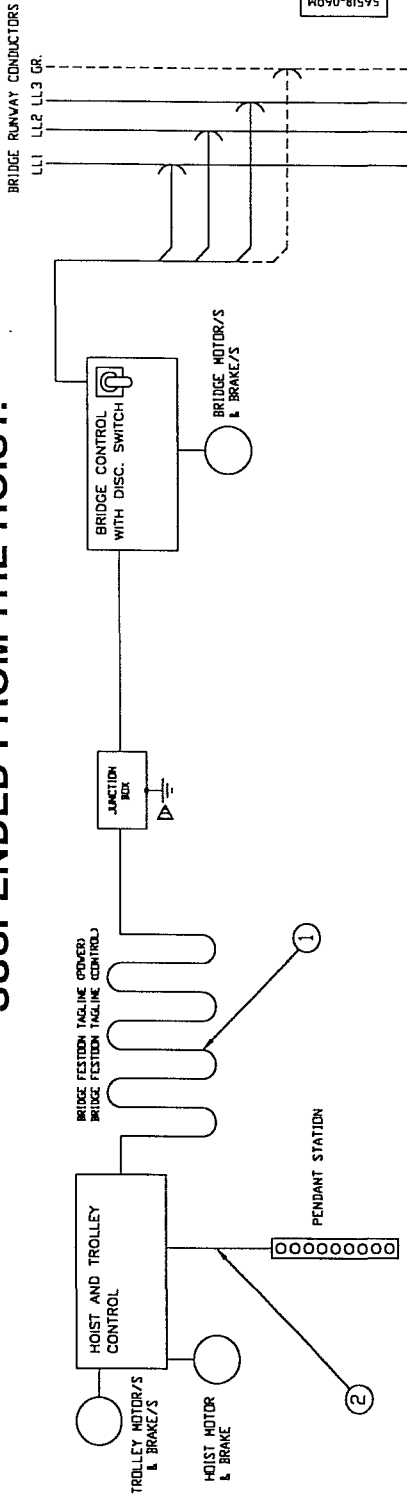 SUSPENDED FROM THE HOIST.
BRIDGE RUNWAY CONDUCTORS
LL1 LL2 LL3 GR.
BRIDGE CONTROL
WITH DISC. SWITCH
BRIDGE MOTOR/S
& BRAKE/S
JUNCTION
BOX
BRIDGE FESTOON TAGLINE (POWER)
BRIDGE FESTOON TAGLINE (CONTROL)
1
HOIST AND TROLLEY
CONTROL
PENDANT STATION
2
TROLLEY MOTOR/S
& BRAKE/S
HOIST MOTOR
& BRAKE